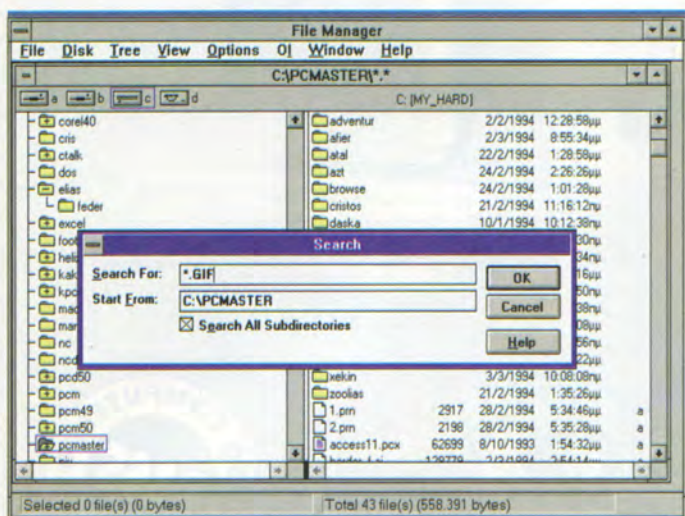 File Manager
File Disk Tree View Options OI Window Help
C:\PCMASTER\*.*
a b c d C: [MY_HARD]
corel40
cris
ctalk
dos
elias
feder
excel
foot
pcd50
pcm
pcm49
pcm50
pcmaster
adventur 2/2/1994 12:28:58μμ
afier 2/3/1994 8:55:34μμ
atal 22/2/1994 1:28:58μμ
azt 24/2/1994 2:26:26μμ
browse 24/2/1994 1:01:28μμ
cristos 21/2/1994 11:16:12πμ
daska 10/1/1994 10:12:38πμ
xekin 3/3/1994 10:08:08πμ
zoolias 21/2/1994 1:35:26μμ
1.prn 2917 28/2/1994 5:34:46μμ a
2.prn 2198 28/2/1994 5:35:28μμ a
access11.pcx 62699 8/10/1993 1:54:32μμ a
Search
Search For: *.GIF
Start From: C:\PCMASTER
Search All Subdirectories
OK
Cancel
Help
Selected 0 file(s) (0 bytes) Total 43 file(s) (558.391 bytes)